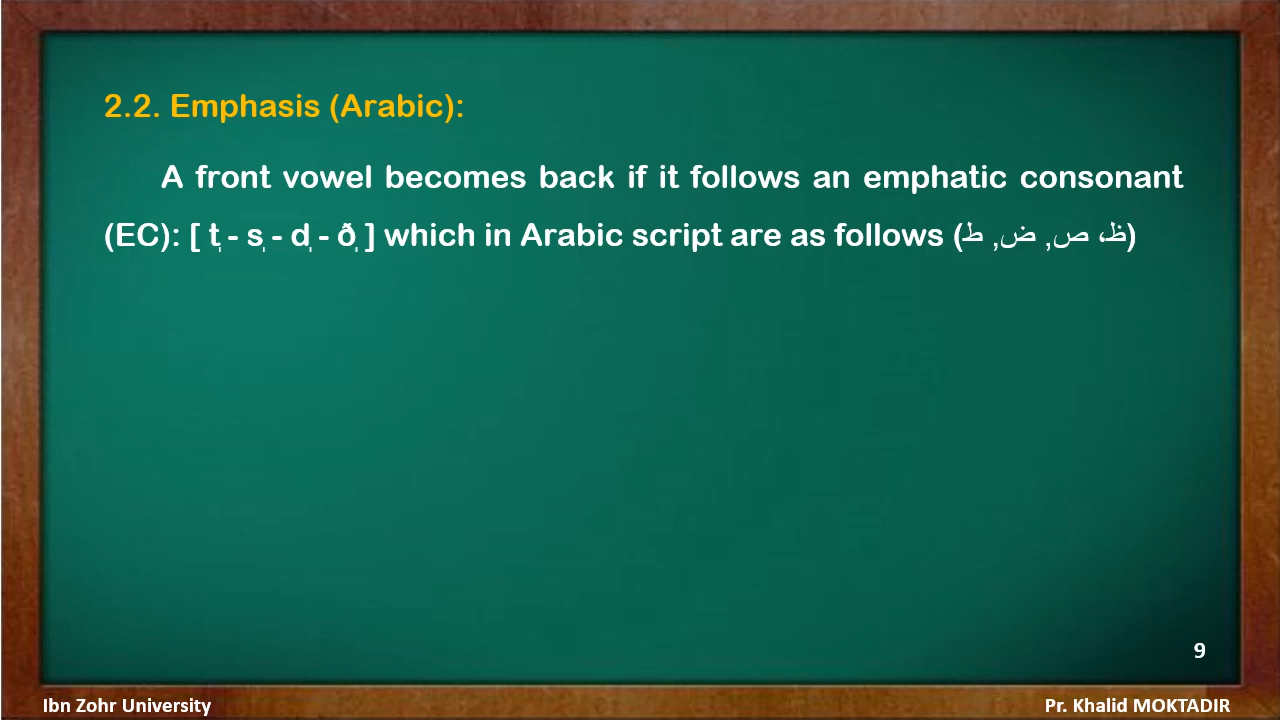 2.2. Emphasis (Arabic):
A front vowel becomes back if it follows an emphatic consonant
(EC): [ t̩ - s̩ - d̩ - ð̩ ] which in Arabic script are as follows (ظ، ص, ض, ط)
9
Ibn Zohr University
Pr. Khalid MOKTADIR